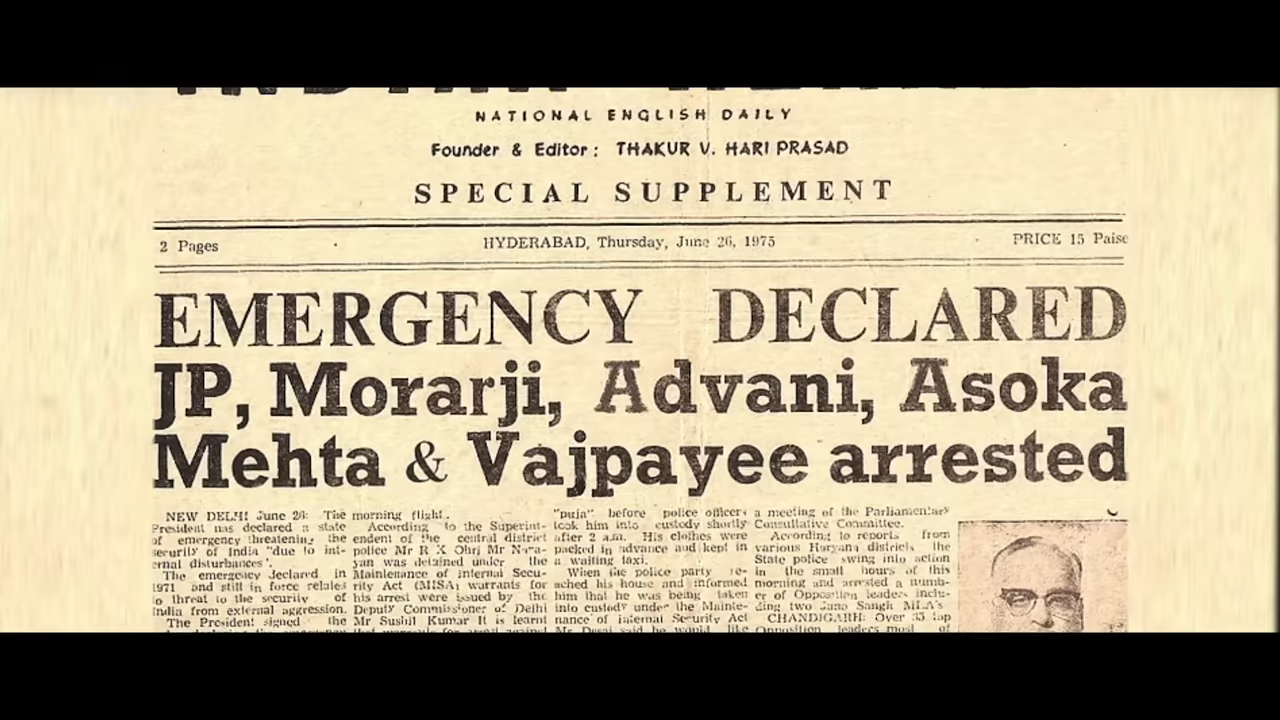 NATIONAL ENGLISH DAILY
Founder & Editor : THAKUR V. HARI PRASAD
SPECIAL SUPPLEMENT
2 Pages HYDERABAD, Thursday, June 26, 1975 PRICE 15 Paise
EMERGENCY DECLARED
JP, Morarji, Advani, Asoka
Mehta & Vajpayee arrested
NEW DELHI June 26: The
President has declared a state
of emergency threatening the
security of India "due to int-
ernal disturbances".
The emergency declared in
1971 and still in force relates
to threat to the security of
India from external aggression.
The President signed the
morning flight.
According to the Superint-
endent of the central district
police Mr R K Ohri Mr Nara-
yan was detained under the
Maintenance of Internal Secu-
rity Act (MISA) warrants for
his arrest were issued by the
Deputy Commissioner of Delhi
Mr Sushil Kumar It is learnt
"puja" before police officers
took him into custody shortly
after 2 a.m. His clothes were
packed in advance and kept in
a waiting taxi.
When the police party re-
ached his house and informed
him that he was being taken
into custody under the Mainte-
nance of Internal Security Act
Mr Desai said he would like
a meeting of the Parliamentary
Consultative Committee.
According to reports from
various Haryana districts the
State police swing into action
in the small hours of this
morning and arrested a numb-
er of Opposition leaders inclu-
ding two Jana Sangh MLA's
CHANDIGARH: Over 35 top
Opposition leaders most of